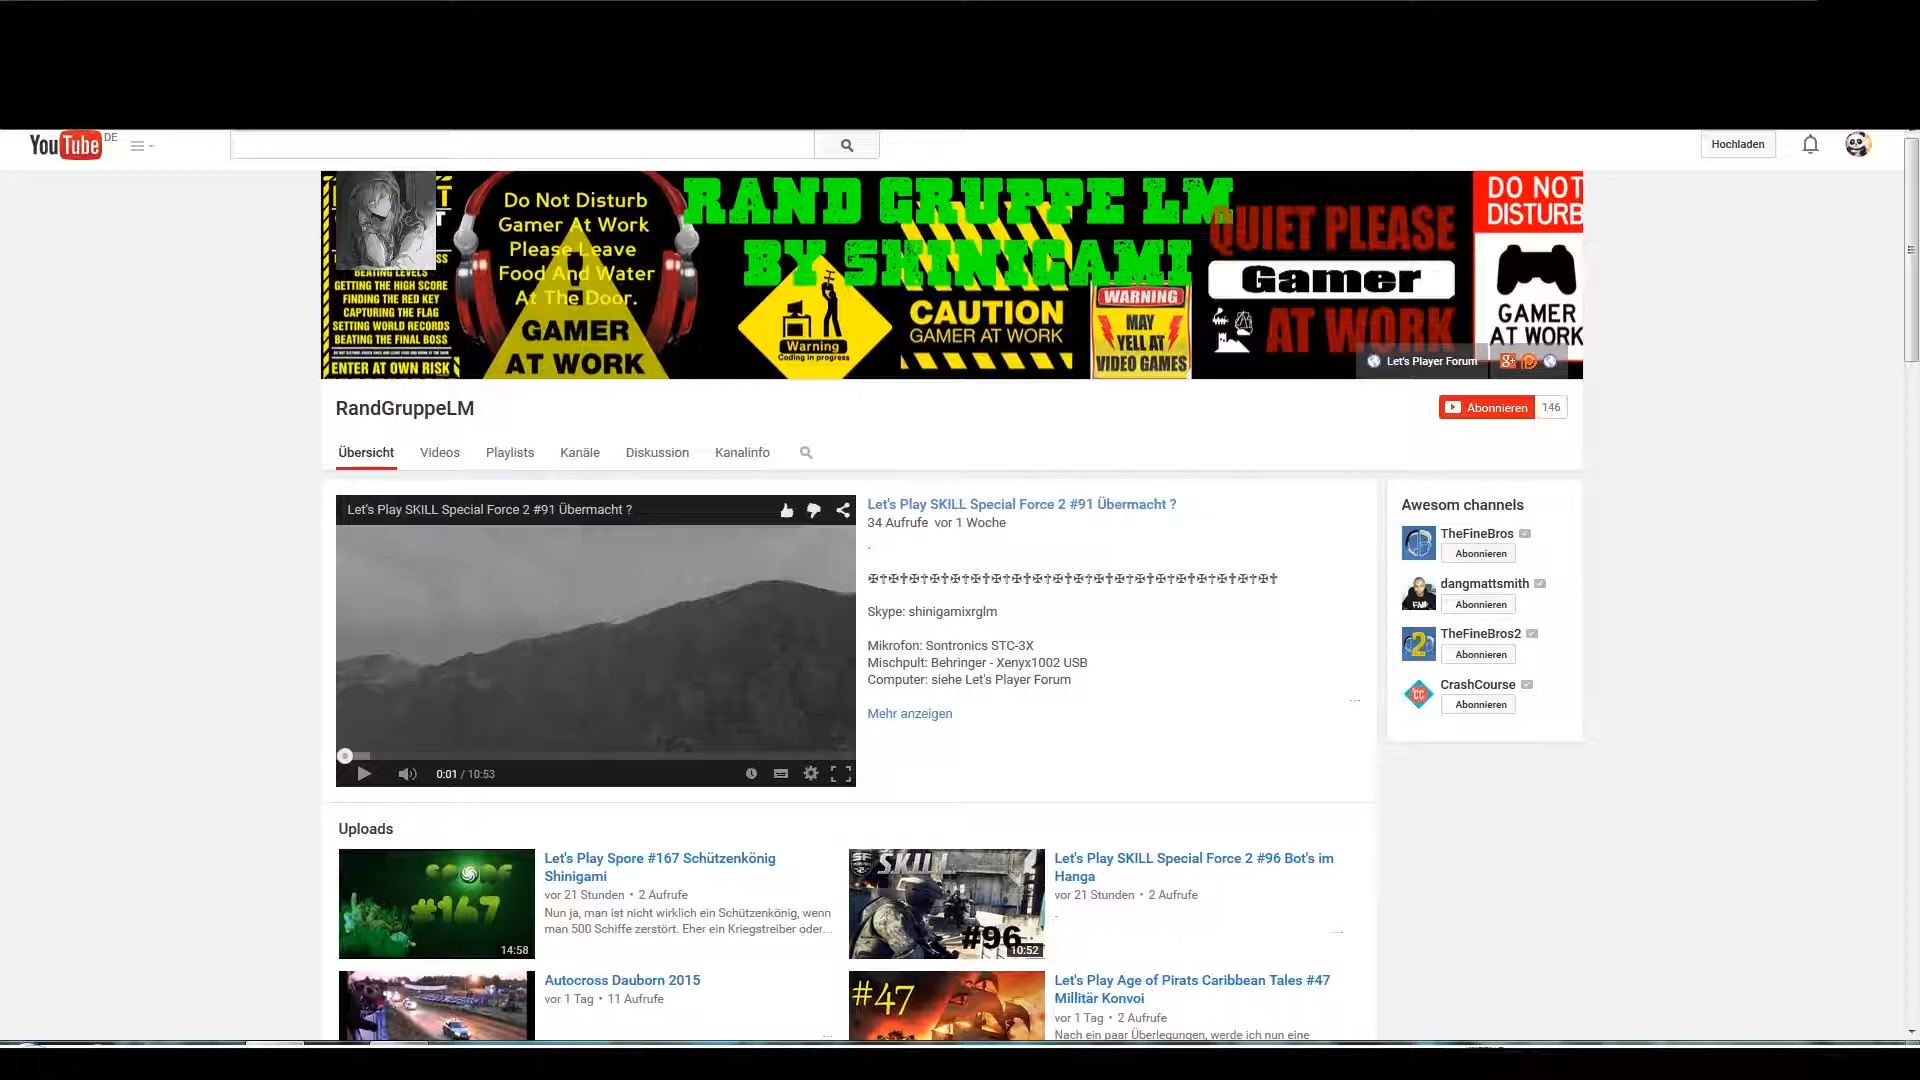 YouTube DE
Hochladen
Do Not Disturb
Gamer At Work
Please Leave
Food And Water
At The Door.
GAMER
AT WORK
BEATING LEVELS
GETTING THE HIGH SCORE
FINDING THE RED KEY
CAPTURING THE FLAG
SETTING WORLD RECORDS
BEATING THE FINAL BOSS
ENTER AT OWN RISK
RAND GRUPPE LM
BY SHINIGAMI
Warning
Coding in progress
CAUTION
GAMER AT WORK
WARNING
MAY
YELL AT
VIDEO GAMES
QUIET PLEASE
Gamer
AT WORK
DO NOT
DISTURB
GAMER
AT WORK
Let's Player Forum
RandGruppeLM
Abonnieren 146
Übersicht Videos Playlists Kanäle Diskussion Kanalinfo
Let's Play SKILL Special Force 2 #91 Übermacht ?
0:01 / 10:53
Let's Play SKILL Special Force 2 #91 Übermacht ?
34 Aufrufe vor 1 Woche
.
✠✞✠✞✠✞✠✞✠✞✠✞✠✞✠✞✠✞✠✞✠✞✠✞✠✞✠✞✠✞✠✞✠✞✠✞✠✞✠✞
Skype: shinigamixrglm
Mikrofon: Sontronics STC-3X
Mischpult: Behringer - Xenyx1002 USB
Computer: siehe Let's Player Forum
...
Mehr anzeigen
Awesom channels
TheFineBros
Abonnieren
dangmattsmith
Abonnieren
TheFineBros2
Abonnieren
CrashCourse
Abonnieren
Uploads
SPORE
#167
14:58
Let's Play Spore #167 Schützenkönig
Shinigami
vor 21 Stunden • 2 Aufrufe
Nun ja, man ist nicht wirklich ein Schützenkönig, wenn
man 500 Schiffe zerstört. Eher ein Kriegstreiber oder...
SKILL
#96
10:52
Let's Play SKILL Special Force 2 #96 Bot's im
Hanga
vor 21 Stunden • 2 Aufrufe
.
...
Autocross Dauborn 2015
vor 1 Tag • 11 Aufrufe
...
#47
Let's Play Age of Pirats Caribbean Tales #47
Millitär Konvoi
vor 1 Tag • 2 Aufrufe
Nach ein paar Überlegungen, werde ich nun eine